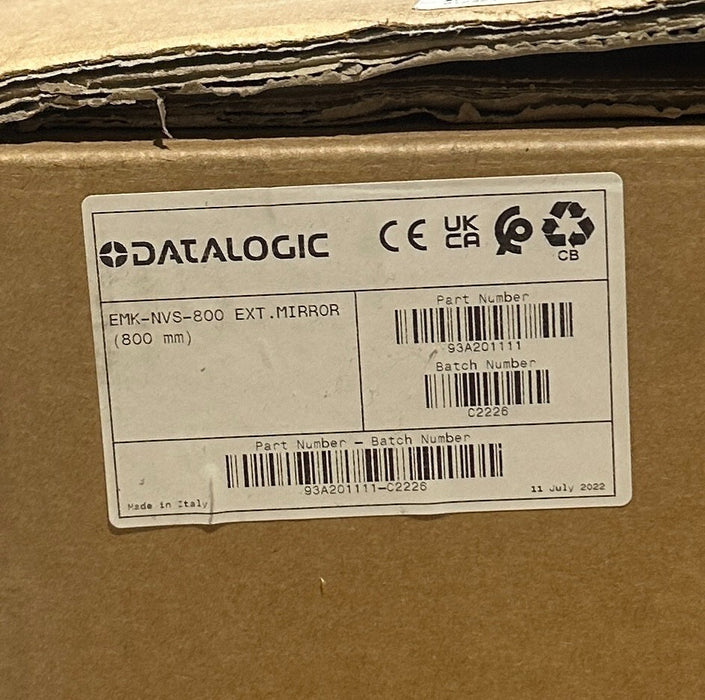 DATALOGIC
CE
UK
CA
CB
EMK-NVS-800 EXT.MIRROR
(800 mm)
Part Number
93A201111
Batch Number
C2226
Part Number - Batch Number
93A201111-C2226
Made in Italy
11 July 2022